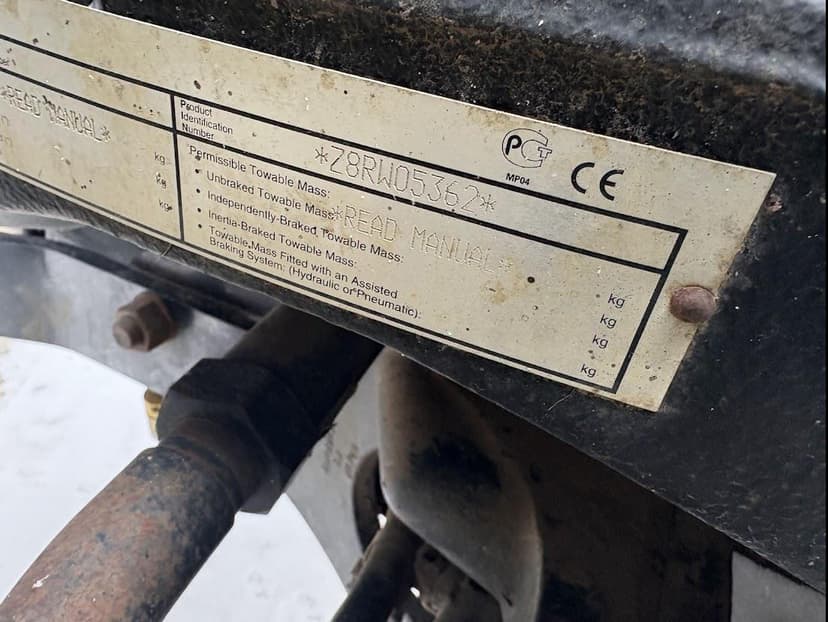 *READ MANUAL*
kg
kg
kg
Product
Identification
Number
*Z8RW05362*
PCT
MP04
CE
Permissible Towable Mass:
• Unbraked Towable Mass:
*READ MANUAL*
• Independently-Braked Towable Mass:
kg
• Inertia-Braked Towable Mass:
kg
• Towable Mass Fitted with an Assisted
kg
Braking System: (Hydraulic or Pneumatic):
kg